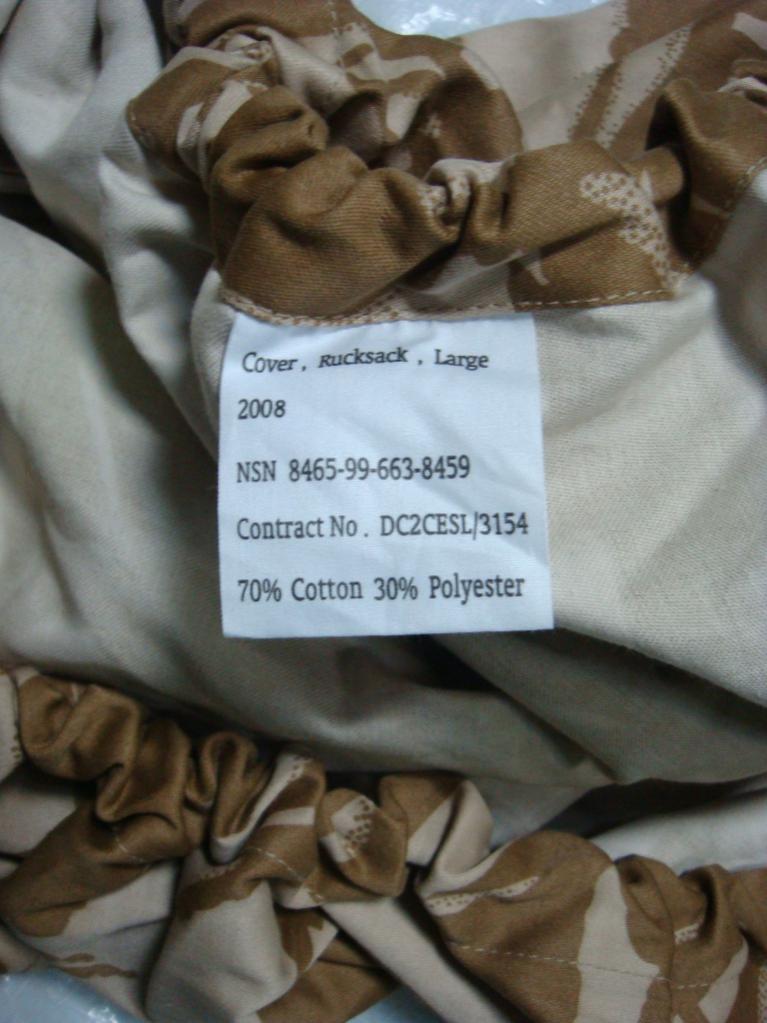 Cover, Rucksack, Large
2008
NSN 8465-99-663-8459
Contract No. DC2CESL/3154
70% Cotton 30% Polyester